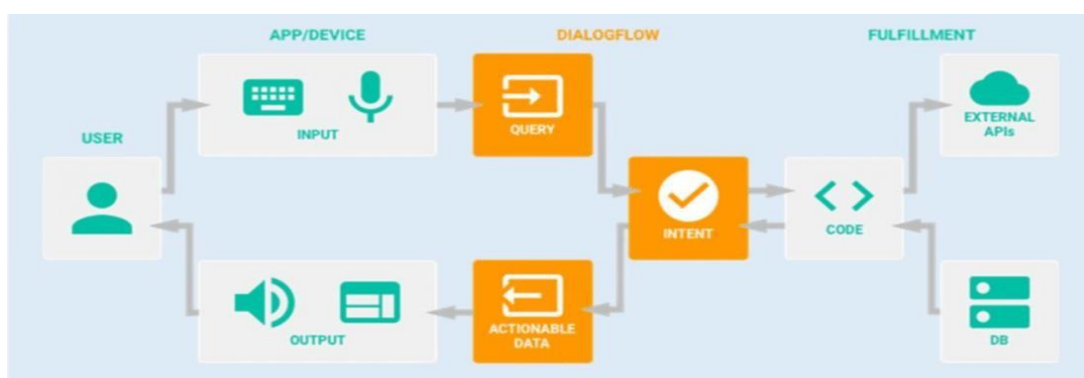 APP/DEVICE
DIALOGFLOW
FULFILLMENT
USER
INPUT
QUERY
INTENT
CODE
EXTERNAL
APIs
OUTPUT
ACTIONABLE
DATA
DB